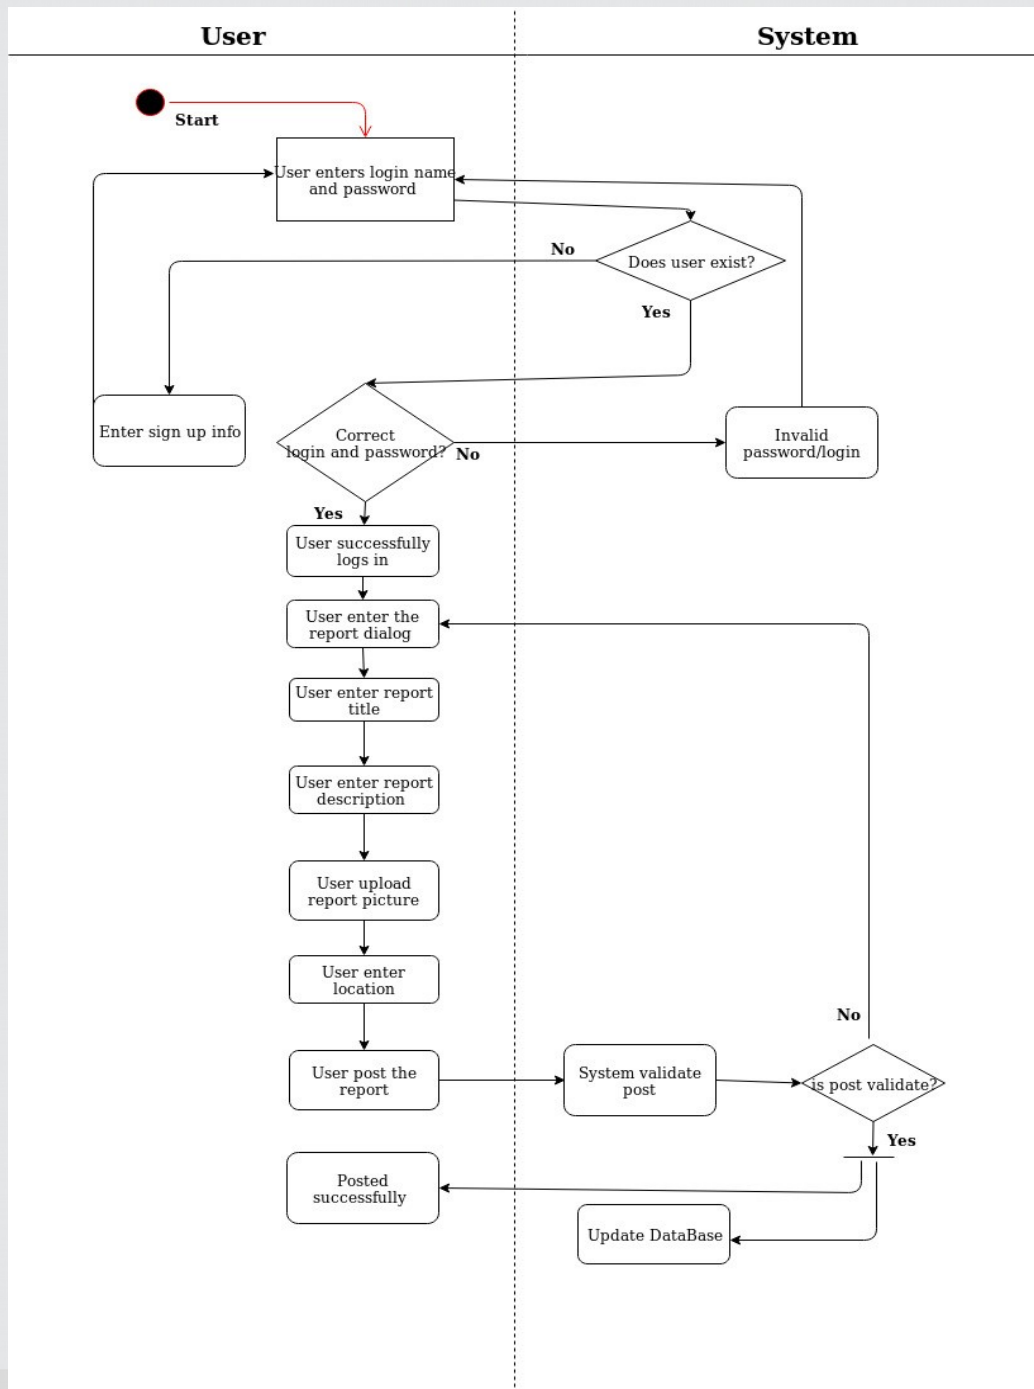 User
System
Start
User enters login name
and password
No
Does user exist?
Yes
Enter sign up info
Correct
login and password?
No
Invalid
password/login
Yes
User successfully
logs in
User enter the
report dialog
User enter report
title
User enter report
description
User upload
report picture
User enter
location
No
User post the
report
System validate
post
is post validate?
Yes
Posted
successfully
Update DataBase